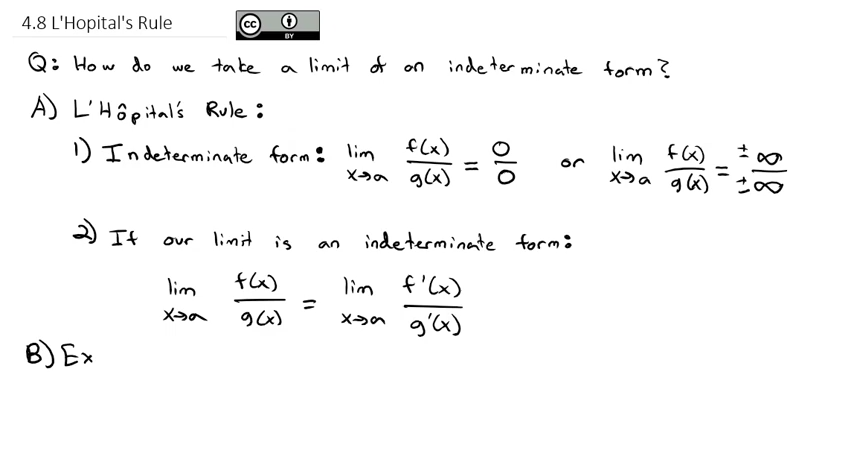 4.8 L'Hopital's Rule cc BY
Q: How do we take a limit of an indeterminate form?
A) L'Hôpital's Rule:
1) Indeterminate form: lim x→a f(x)/g(x) = 0/0 or lim x→a f(x)/g(x) = ±∞/±∞
2) If our limit is an indeterminate form:
lim x→a f(x)/g(x) = lim x→a f'(x)/g'(x)
B) Ex